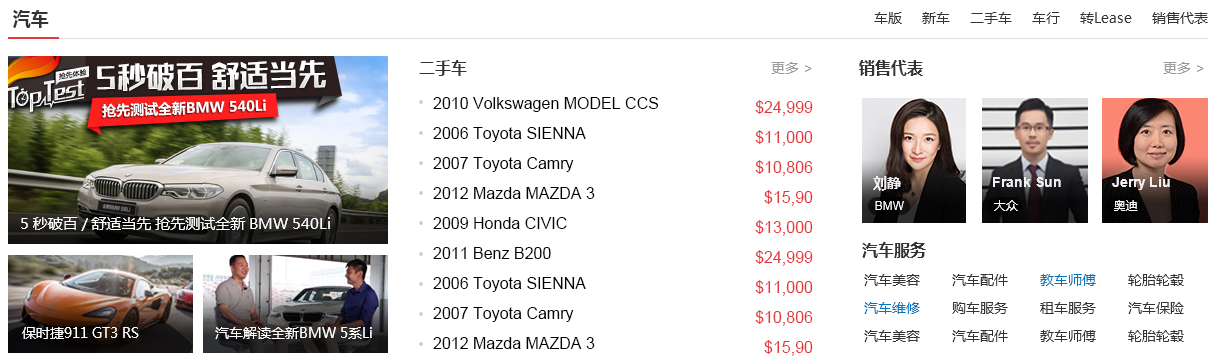 汽车
车版 新车 二手车 车行 转Lease 销售代表
抢先体验
Top Test
5秒破百 舒适当先
抢先测试全新BMW 540Li
5 秒破百 / 舒适当先 抢先测试全新 BMW 540Li
保时捷911 GT3 RS
汽车解读全新BMW 5系Li
二手车 更多 >
2010 Volkswagen MODEL CCS $24,999
2006 Toyota SIENNA $11,000
2007 Toyota Camry $10,806
2012 Mazda MAZDA 3 $15,90
2009 Honda CIVIC $13,000
2011 Benz B200 $24,999
2006 Toyota SIENNA $11,000
2007 Toyota Camry $10,806
2012 Mazda MAZDA 3 $15,90
销售代表 更多 >
刘静 Frank Sun Jerry Liu
BMW 大众 奥迪
汽车服务
汽车美容 汽车配件 教车师傅 轮胎轮毂
汽车维修 购车服务 租车服务 汽车保险
汽车美容 汽车配件 教车师傅 轮胎轮毂